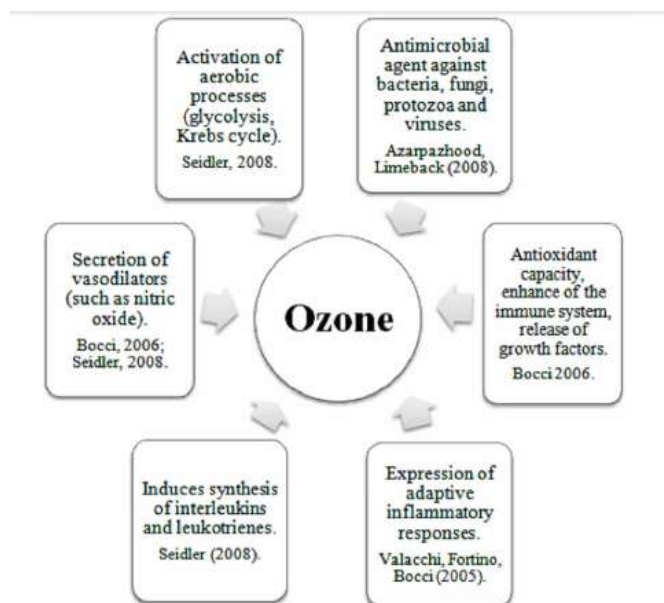 Activation of
aerobic
processes
(glycolysis,
Krebs cycle).
Seidler, 2008.
Antimicrobial
agent against
bacteria, fungi,
protozoa and
viruses.
Azarpazhood,
Limeback (2008).
Secretion of
vasodilators
(such as nitric
oxide).
Bocci, 2006;
Seidler, 2008.
Ozone
Antioxidant
capacity,
enhance of the
immune system,
release of
growth factors.
Bocci 2006.
Induces synthesis
of interleukins
and leukotrienes.
Seidler (2008).
Expression of
adaptive
inflammatory
responses.
Valacchi, Fortino,
Bocci (2005).